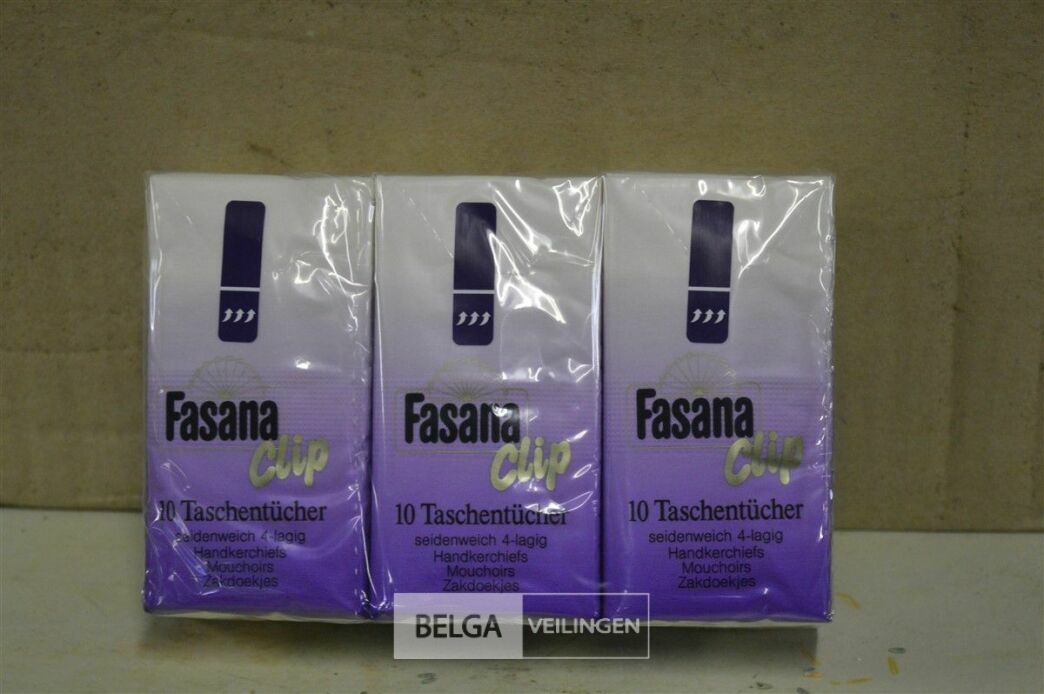 Fasana
Clip
10 Taschentücher
seidenweich 4-lagig
Handkerchiefs
Mouchoirs
Zakdoekjes
Fasana
Clip
10 Taschentücher
seidenweich 4-lagig
Handkerchiefs
Mouchoirs
Zakdoekjes
Fasana
Clip
10 Taschentücher
seidenweich 4-lagig
Handkerchiefs
Mouchoirs
Zakdoekjes
BELGA VEILINGEN